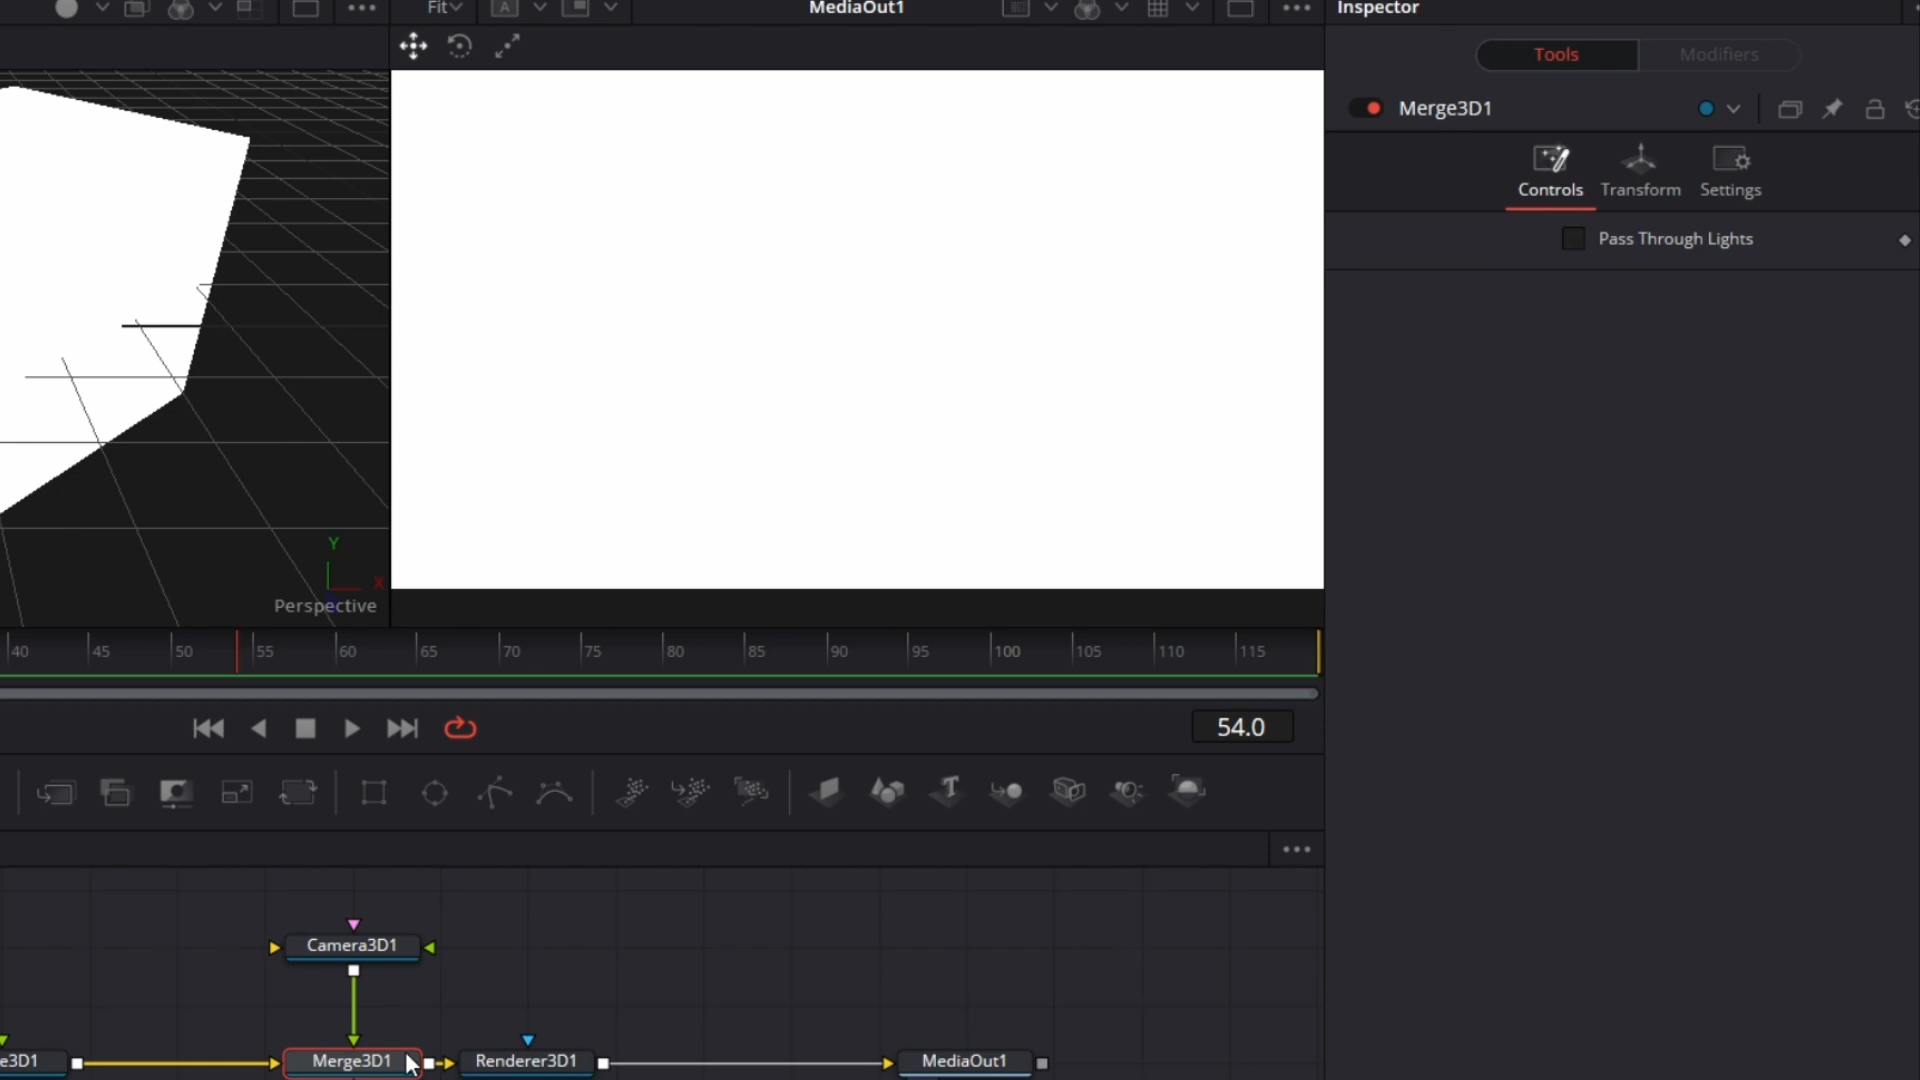 Fit
A
MediaOut1
Inspector
Tools
Modifiers
Merge3D1
Controls
Transform
Settings
Pass Through Lights
Y
X
Perspective
40
45
50
55
60
65
70
75
80
85
90
95
100
105
110
115
54.0
T
Camera3D1
e3D1
Merge3D1
Renderer3D1
MediaOut1